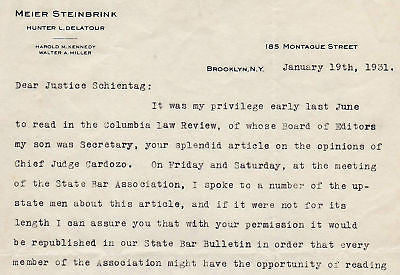 MEIER STEINBRINK
HUNTER L. DELATOUR
HAROLD M. KENNEDY
WALTER A. MILLER
185 MONTAGUE STREET
BROOKLYN, N.Y. January 19th, 1931.
Dear Justice Schientag:
It was my privilege early last June
to read in the Columbia law Review, of whose Board of Editors
my son was Secretary, your splendid article on the opinions of
Chief Judge Cardozo. On Friday and Saturday, at the meeting
of the State Bar Association, I spoke to a number of the up-
state men about this article, and if it were not for its
length I can assure you that with your permission it would
be republished in our State Bar Bulletin in order that every
member of the Association might have the opportunity of reading